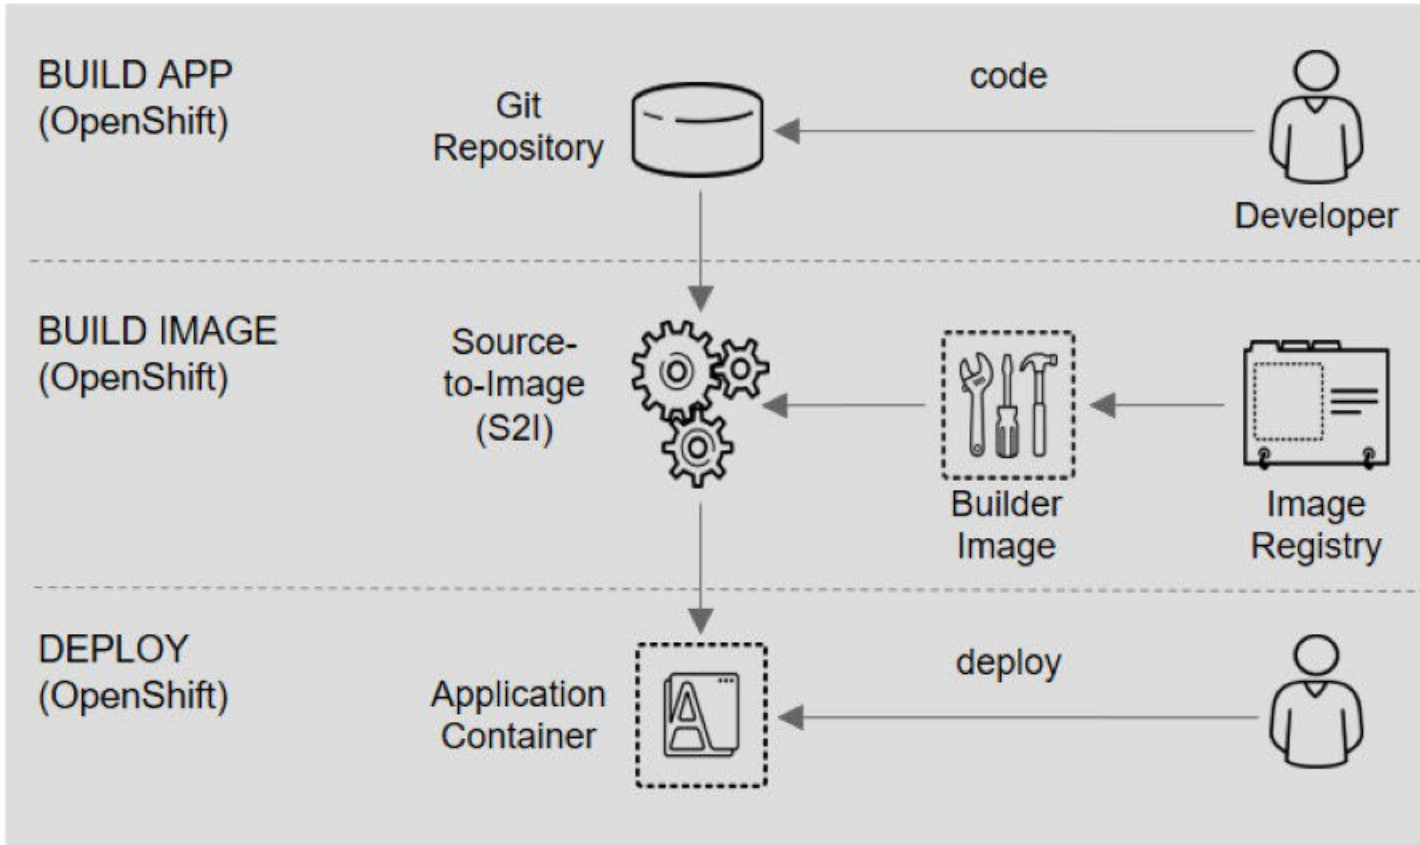 BUILD APP
(OpenShift)
Git
Repository
code
Developer
BUILD IMAGE
(OpenShift)
Source-
to-Image
(S2I)
Builder
Image
Image
Registry
DEPLOY
(OpenShift)
Application
Container
deploy